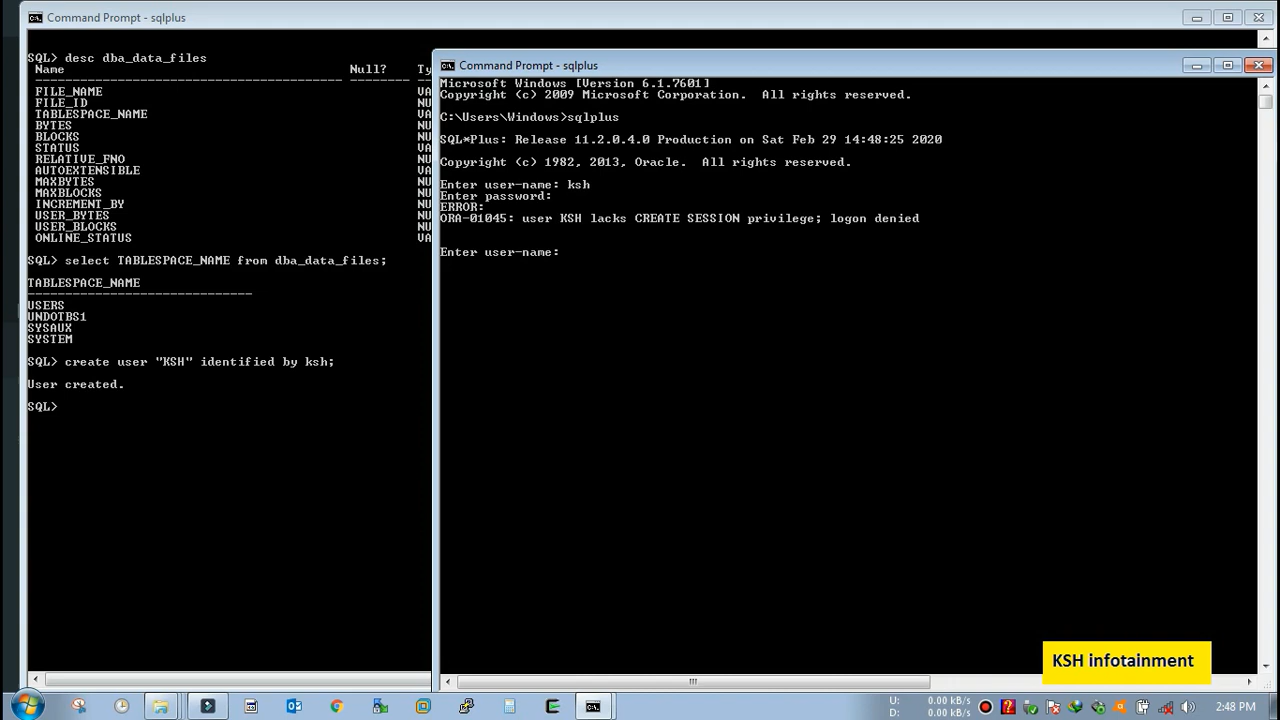 Command Prompt - sqlplus
SQL> desc dba_data_files
Name Null? Ty
FILE_NAME VA
FILE_ID NU
TABLESPACE_NAME VA
BYTES NU
BLOCKS NU
STATUS VA
RELATIVE_FNO NU
AUTOEXTENSIBLE VA
MAXBYTES NU
MAXBLOCKS NU
INCREMENT_BY NU
USER_BYTES NU
USER_BLOCKS NU
ONLINE_STATUS VA
SQL> select TABLESPACE_NAME from dba_data_files;
TABLESPACE_NAME
------------------------------
USERS
UNDOTBS1
SYSAUX
SYSTEM
SQL> create user "KSH" identified by ksh;
User created.
SQL>
Command Prompt - sqlplus
Microsoft Windows [Version 6.1.7601]
Copyright (c) 2009 Microsoft Corporation.  All rights reserved.
C:\Users\Windows>sqlplus
SQL*Plus: Release 11.2.0.4.0 Production on Sat Feb 29 14:48:25 2020
Copyright (c) 1982, 2013, Oracle.  All rights reserved.
Enter user-name: ksh
Enter password:
ERROR:
ORA-01045: user KSH lacks CREATE SESSION privilege; logon denied
Enter user-name:
KSH infotainment
U: 0.00 kB/s
D: 0.00 kB/s
2:48 PM